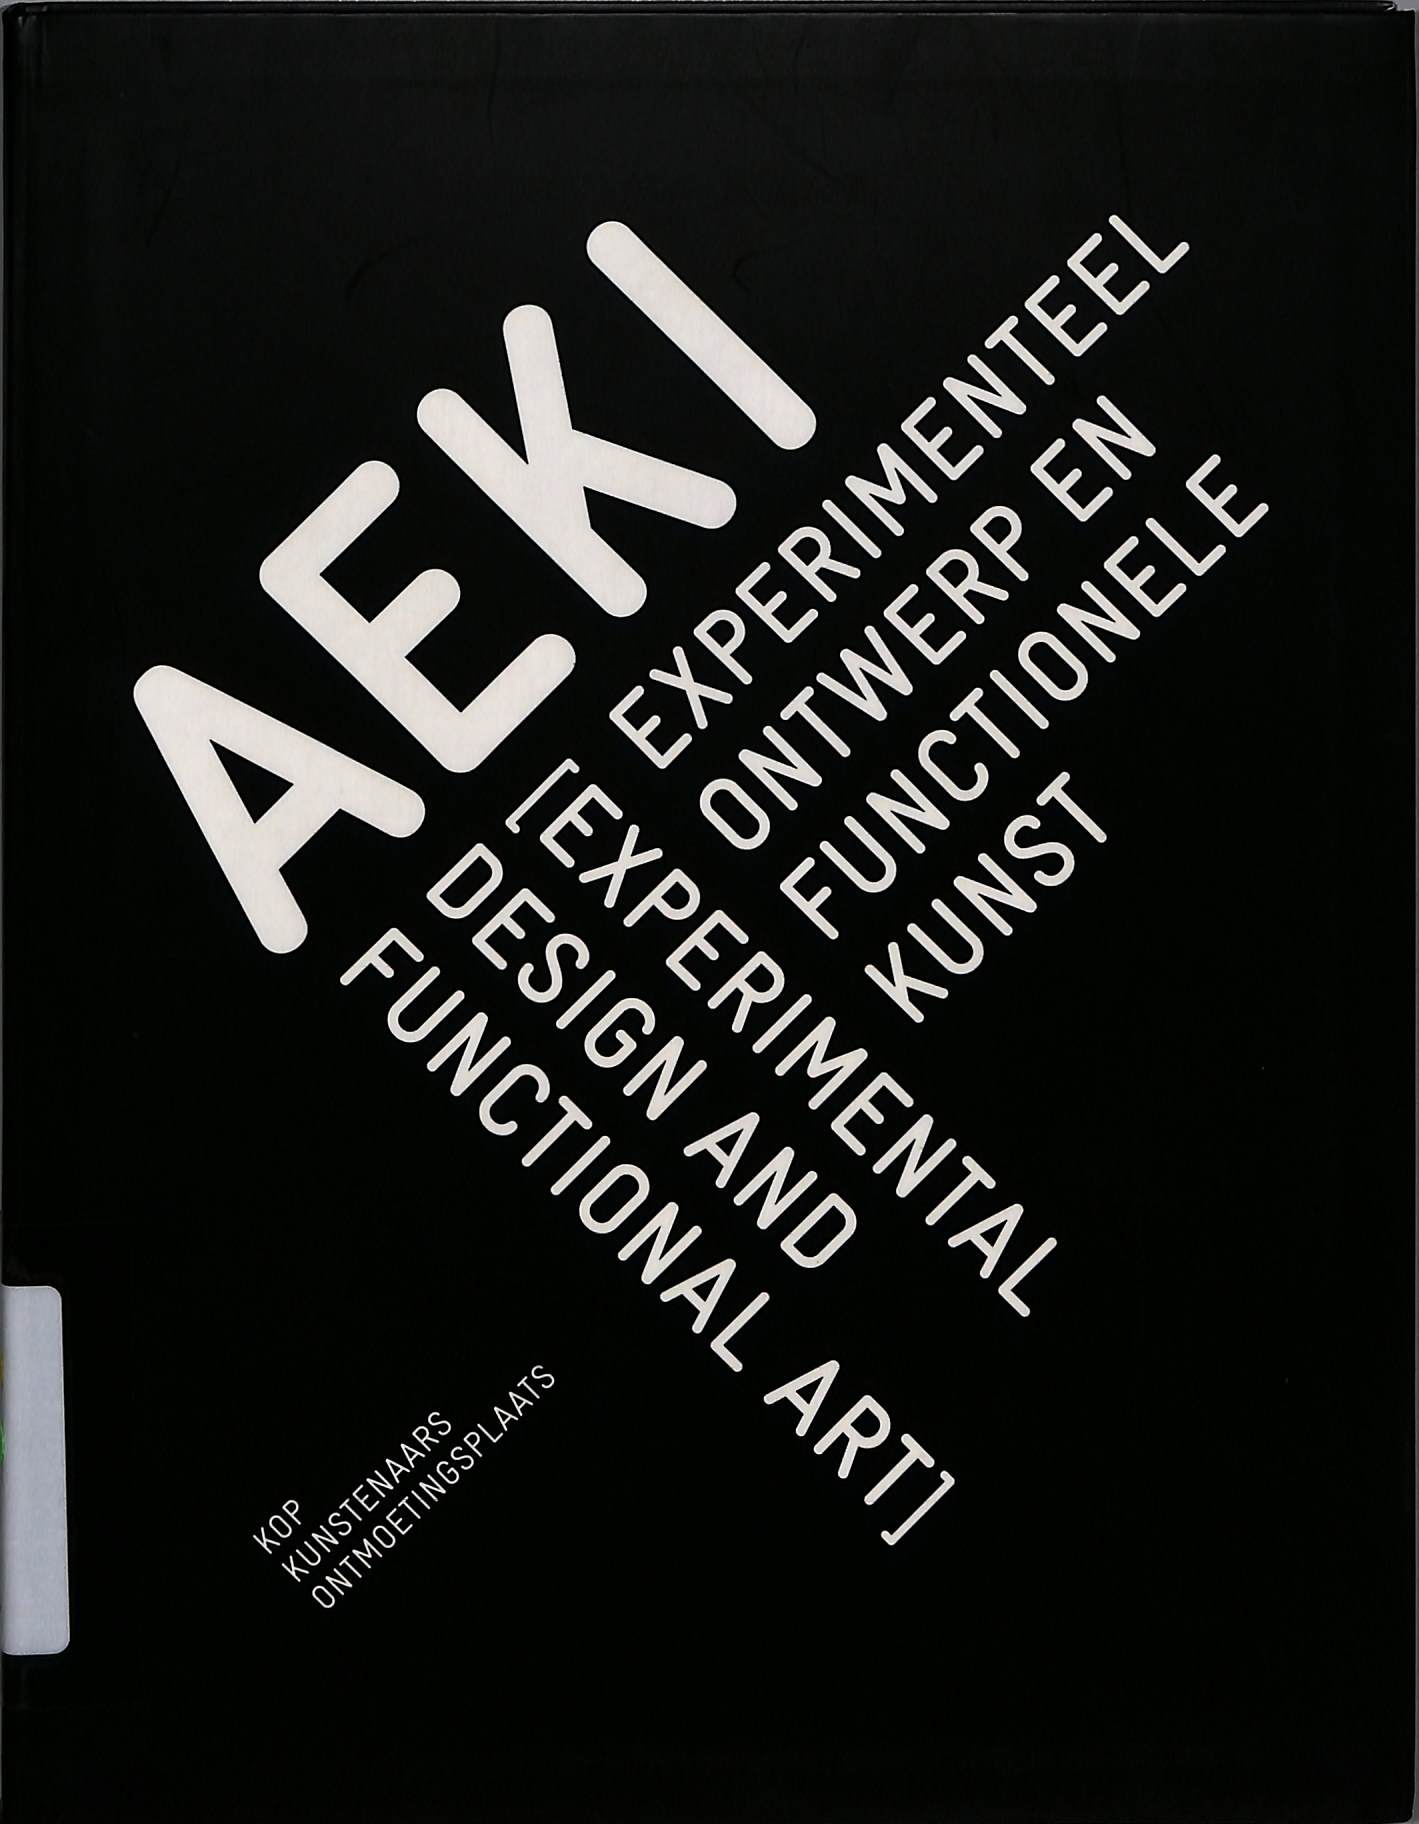 AEKI
EXPERIMENTEEL
ONTWERP EN
FUNCTIONELE
KUNST
[EXPERIMENTAL
DESIGN AND
FUNCTIONAL ART]
KOP
KUNSTENAARS
ONTMOETINGSPLAATS